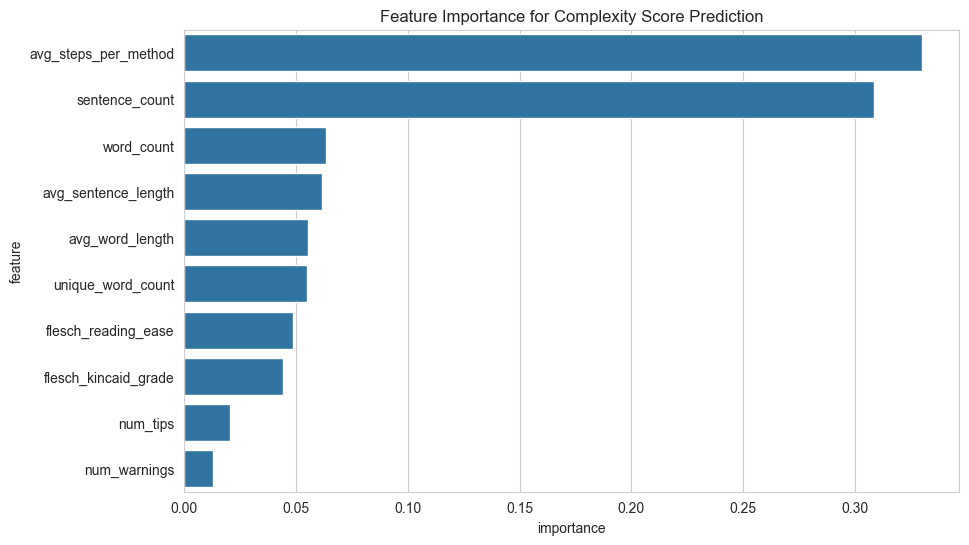 Feature Importance for Complexity Score Prediction
feature
avg_steps_per_method
sentence_count
word_count
avg_sentence_length
avg_word_length
unique_word_count
flesch_reading_ease
flesch_kincaid_grade
num_tips
num_warnings
0.00 0.05 0.10 0.15 0.20 0.25 0.30
importance